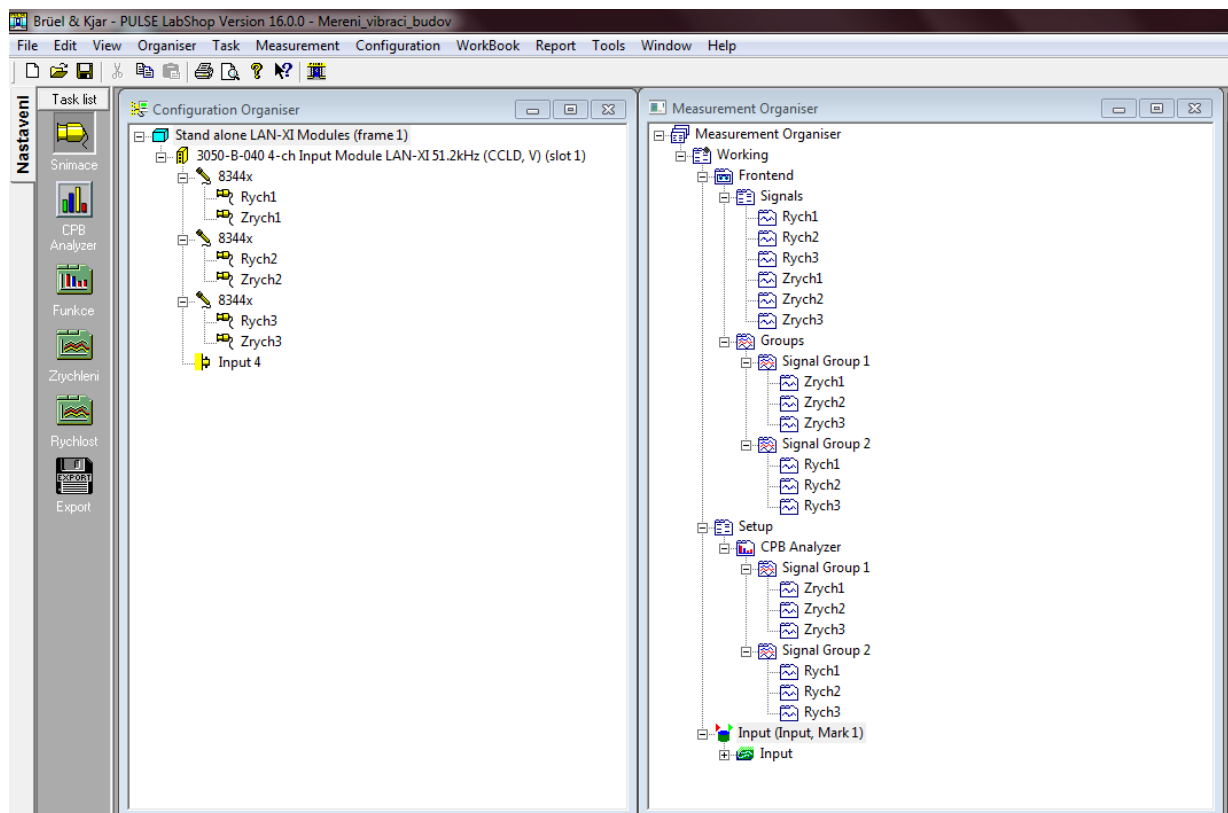 Brüel & Kjar - PULSE LabShop Version 16.0.0 - Mereni_vibraci_budov
File Edit View Organiser Task Measurement Configuration WorkBook Report Tools Window Help
Nastaveni
Task list
Snimace
CPB
Analyzer
Funkce
Zrychleni
Rychlost
EXPORT
Export
Configuration Organiser
Stand alone LAN-XI Modules (frame 1)
3050-B-040 4-ch Input Module LAN-XI 51.2kHz (CCLD, V) (slot 1)
8344x
Rych1
Zrych1
8344x
Rych2
Zrych2
8344x
Rych3
Zrych3
Input 4
Measurement Organiser
Measurement Organiser
Working
Frontend
Signals
Rych1
Rych2
Rych3
Zrych1
Zrych2
Zrych3
Groups
Signal Group 1
Zrych1
Zrych2
Zrych3
Signal Group 2
Rych1
Rych2
Rych3
Setup
CPB Analyzer
Signal Group 1
Zrych1
Zrych2
Zrych3
Signal Group 2
Rych1
Rych2
Rych3
Input (Input, Mark 1)
Input